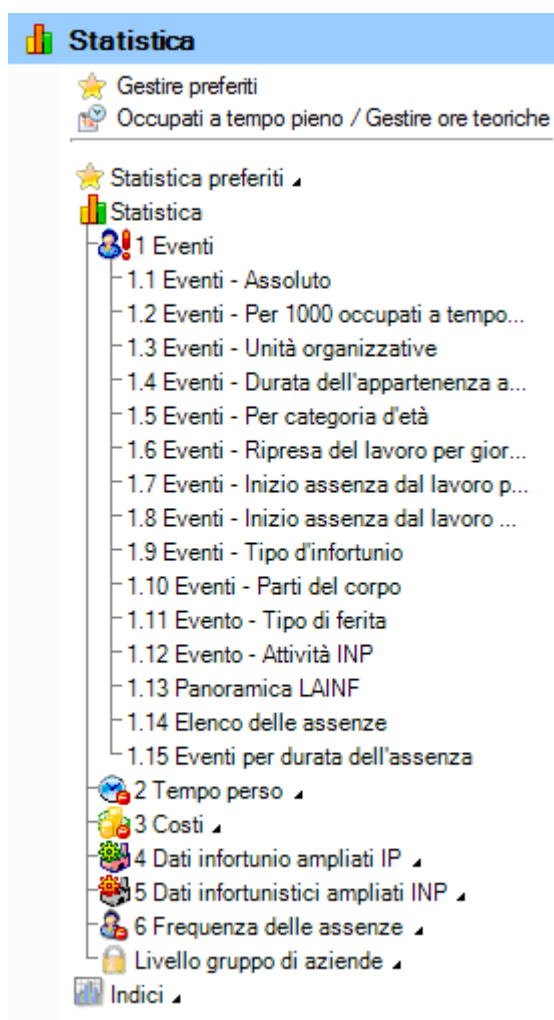 Statistica
Gestire preferiti
Occupati a tempo pieno / Gestire ore teoriche
Statistica preferiti
Statistica
1 Eventi
1.1 Eventi - Assoluto
1.2 Eventi - Per 1000 occupati a tempo...
1.3 Eventi - Unità organizzative
1.4 Eventi - Durata dell'appartenenza a...
1.5 Eventi - Per categoria d'età
1.6 Eventi - Ripresa del lavoro per gior...
1.7 Eventi - Inizio assenza dal lavoro p...
1.8 Eventi - Inizio assenza dal lavoro ...
1.9 Eventi - Tipo d'infortunio
1.10 Eventi - Parti del corpo
1.11 Evento - Tipo di ferita
1.12 Evento - Attività INP
1.13 Panoramica LAINF
1.14 Elenco delle assenze
1.15 Eventi per durata dell'assenza
2 Tempo perso
3 Costi
4 Dati infortunio ampliati IP
5 Dati infortunistici ampliati INP
6 Frequenza delle assenze
Livello gruppo di aziende
Indici